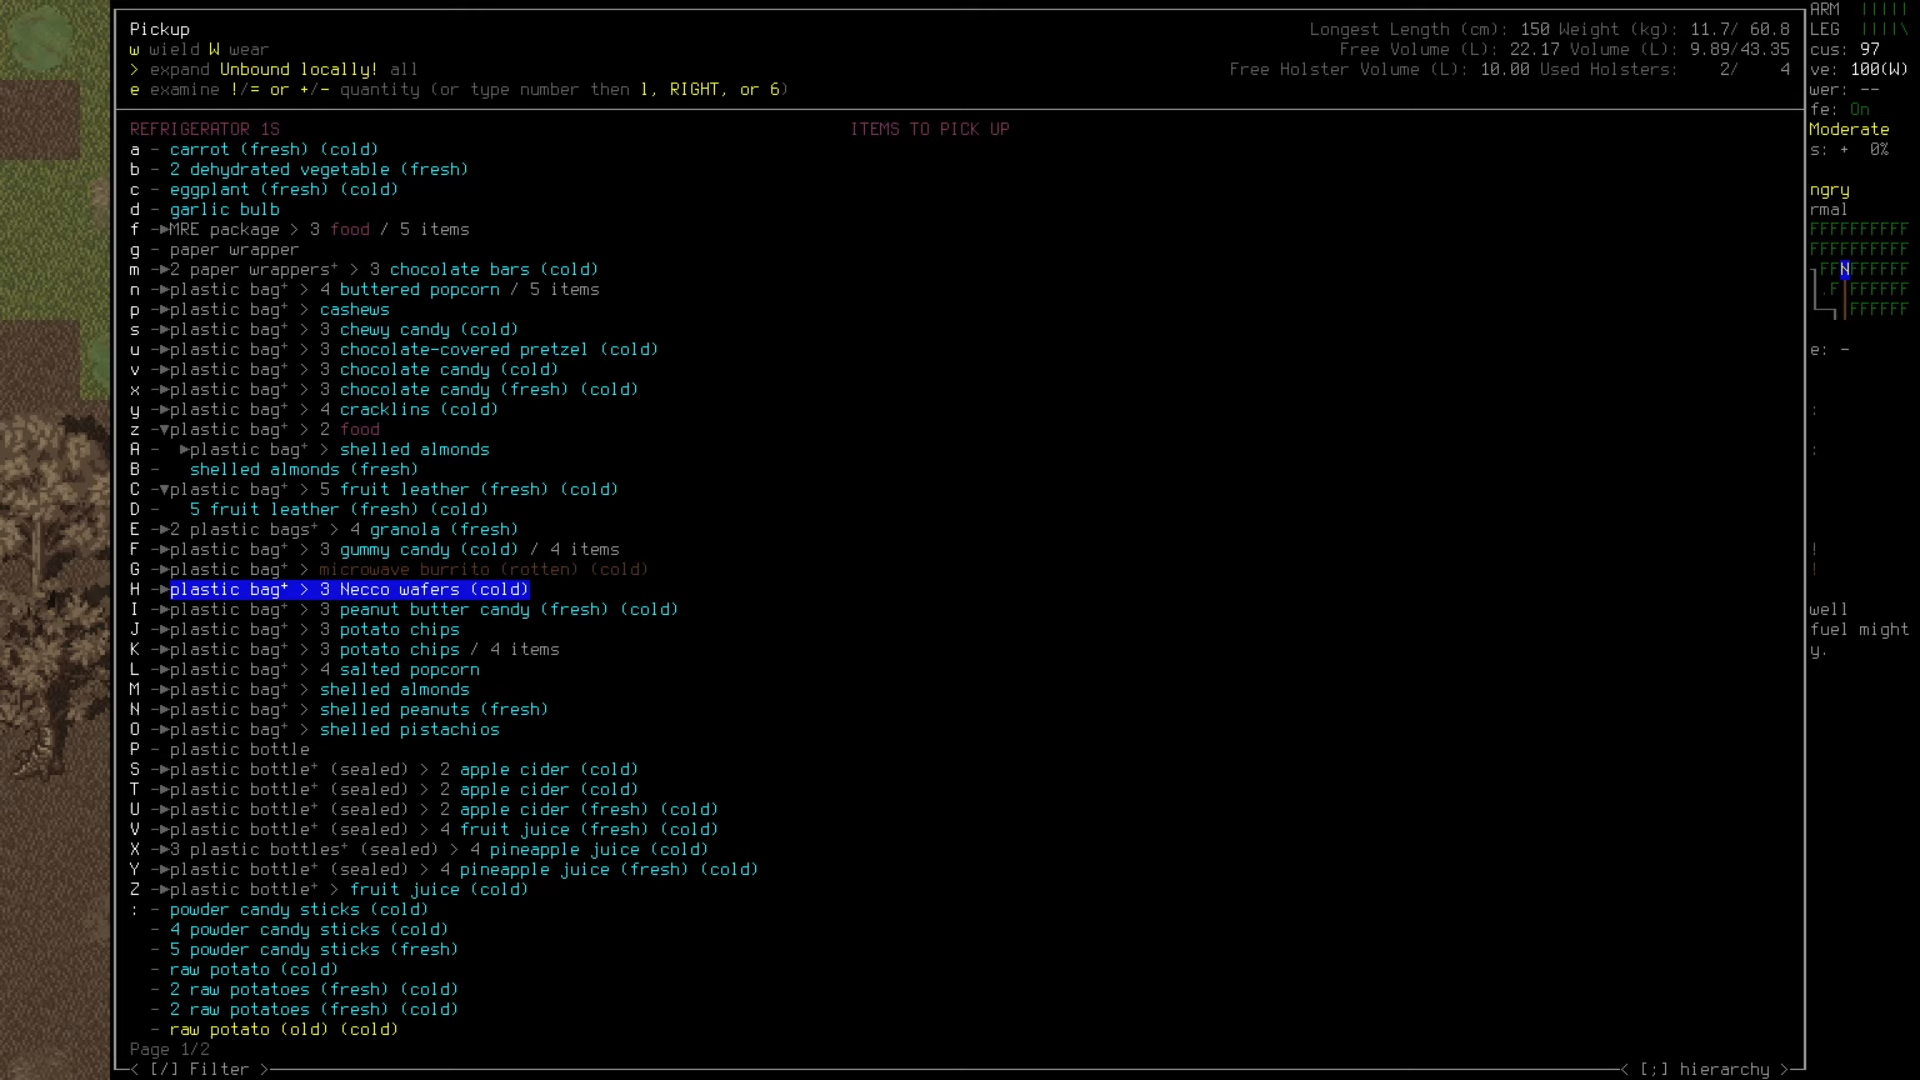 Pickup
w wield W wear
> expand Unbound locally! all
e examine !/= or +/- quantity (or type number then l, RIGHT, or 6)
Longest Length (cm): 150 Weight (kg): 11.7/ 60.8
Free Volume (L): 22.17 Volume (L): 9.89/43.35
Free Holster Volume (L): 10.00 Used Holsters: 2/ 4
REFRIGERATOR 1S
ITEMS TO PICK UP
a - carrot (fresh) (cold)
b - 2 dehydrated vegetable (fresh)
c - eggplant (fresh) (cold)
d - garlic bulb
f -►MRE package > 3 food / 5 items
g - paper wrapper
m -►2 paper wrappers⁺ > 3 chocolate bars (cold)
n -►plastic bag⁺ > 4 buttered popcorn / 5 items
p -►plastic bag⁺ > cashews
s -►plastic bag⁺ > 3 chewy candy (cold)
u -►plastic bag⁺ > 3 chocolate-covered pretzel (cold)
v -►plastic bag⁺ > 3 chocolate candy (cold)
x -►plastic bag⁺ > 3 chocolate candy (fresh) (cold)
y -►plastic bag⁺ > 4 cracklins (cold)
z -▼plastic bag⁺ > 2 food
A - ►plastic bag⁺ > shelled almonds
B - shelled almonds (fresh)
C -▼plastic bag⁺ > 5 fruit leather (fresh) (cold)
D - 5 fruit leather (fresh) (cold)
E -►2 plastic bags⁺ > 4 granola (fresh)
F -►plastic bag⁺ > 3 gummy candy (cold) / 4 items
G -►plastic bag⁺ > microwave burrito (rotten) (cold)
H -►plastic bag⁺ > 3 Necco wafers (cold)
I -►plastic bag⁺ > 3 peanut butter candy (fresh) (cold)
J -►plastic bag⁺ > 3 potato chips
K -►plastic bag⁺ > 3 potato chips / 4 items
L -►plastic bag⁺ > 4 salted popcorn
M -►plastic bag⁺ > shelled almonds
N -►plastic bag⁺ > shelled peanuts (fresh)
O -►plastic bag⁺ > shelled pistachios
P - plastic bottle
S -►plastic bottle⁺ (sealed) > 2 apple cider (cold)
T -►plastic bottle⁺ (sealed) > 2 apple cider (cold)
U -►plastic bottle⁺ (sealed) > 2 apple cider (fresh) (cold)
V -►plastic bottle⁺ (sealed) > 4 fruit juice (fresh) (cold)
X -►3 plastic bottles⁺ (sealed) > 4 pineapple juice (cold)
Y -►plastic bottle⁺ (sealed) > 4 pineapple juice (fresh) (cold)
Z -►plastic bottle⁺ > fruit juice (cold)
: - powder candy sticks (cold)
- 4 powder candy sticks (cold)
- 5 powder candy sticks (fresh)
- raw potato (cold)
- 2 raw potatoes (fresh) (cold)
- 2 raw potatoes (fresh) (cold)
- raw potato (old) (cold)
Page 1/2
< [/] Filter >
< [;] hierarchy >
ARM |||||
LEG ||||\
cus: 97
ve: 100(W)
wer: --
fe: On
Moderate
s: + 0%
ngry
rmal
FFFFFFFFFF
FFFFFFFFFF
FFNFFFFFF
.F FFFFFF
FFFFFF
e: -
:
:
!
!
well
fuel might
y.